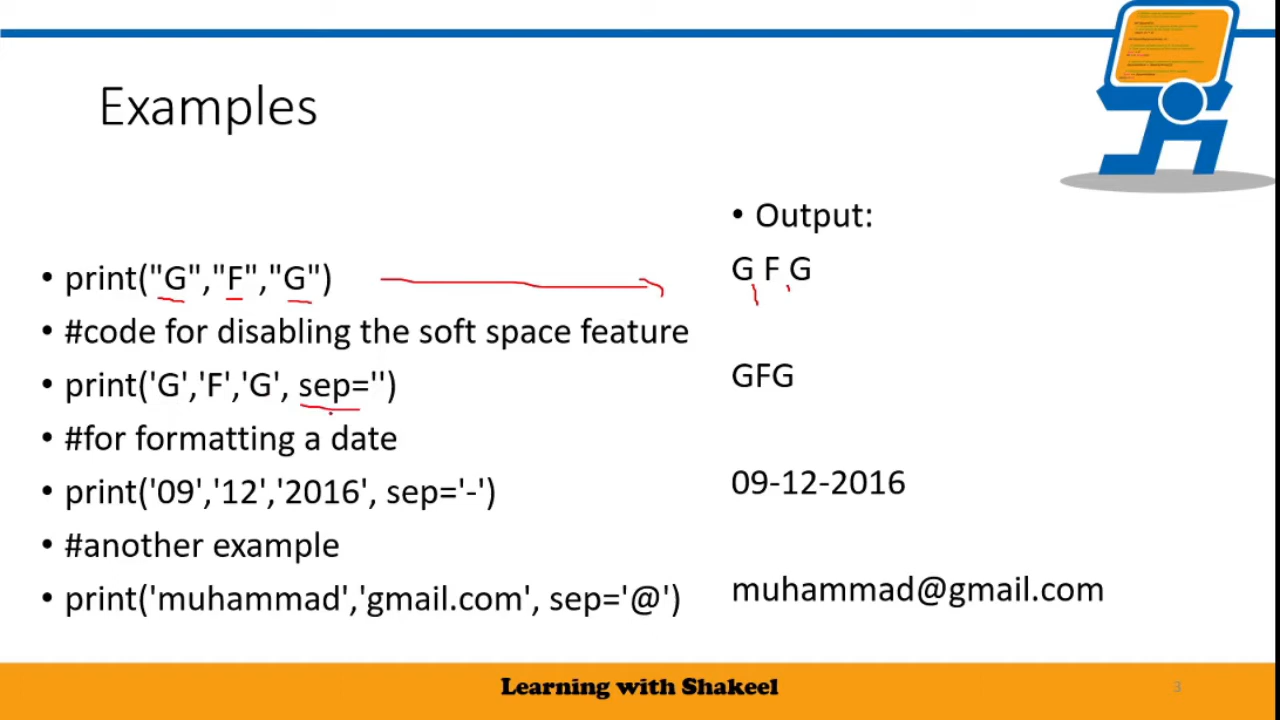 Examples
• print("G","F","G")
• #code for disabling the soft space feature
• print('G','F','G', sep='')
• #for formatting a date
• print('09','12','2016', sep='-')
• #another example
• print('muhammad','gmail.com', sep='@')
• Output:
G F G
GFG
09-12-2016
muhammad@gmail.com
Learning with Shakeel
3